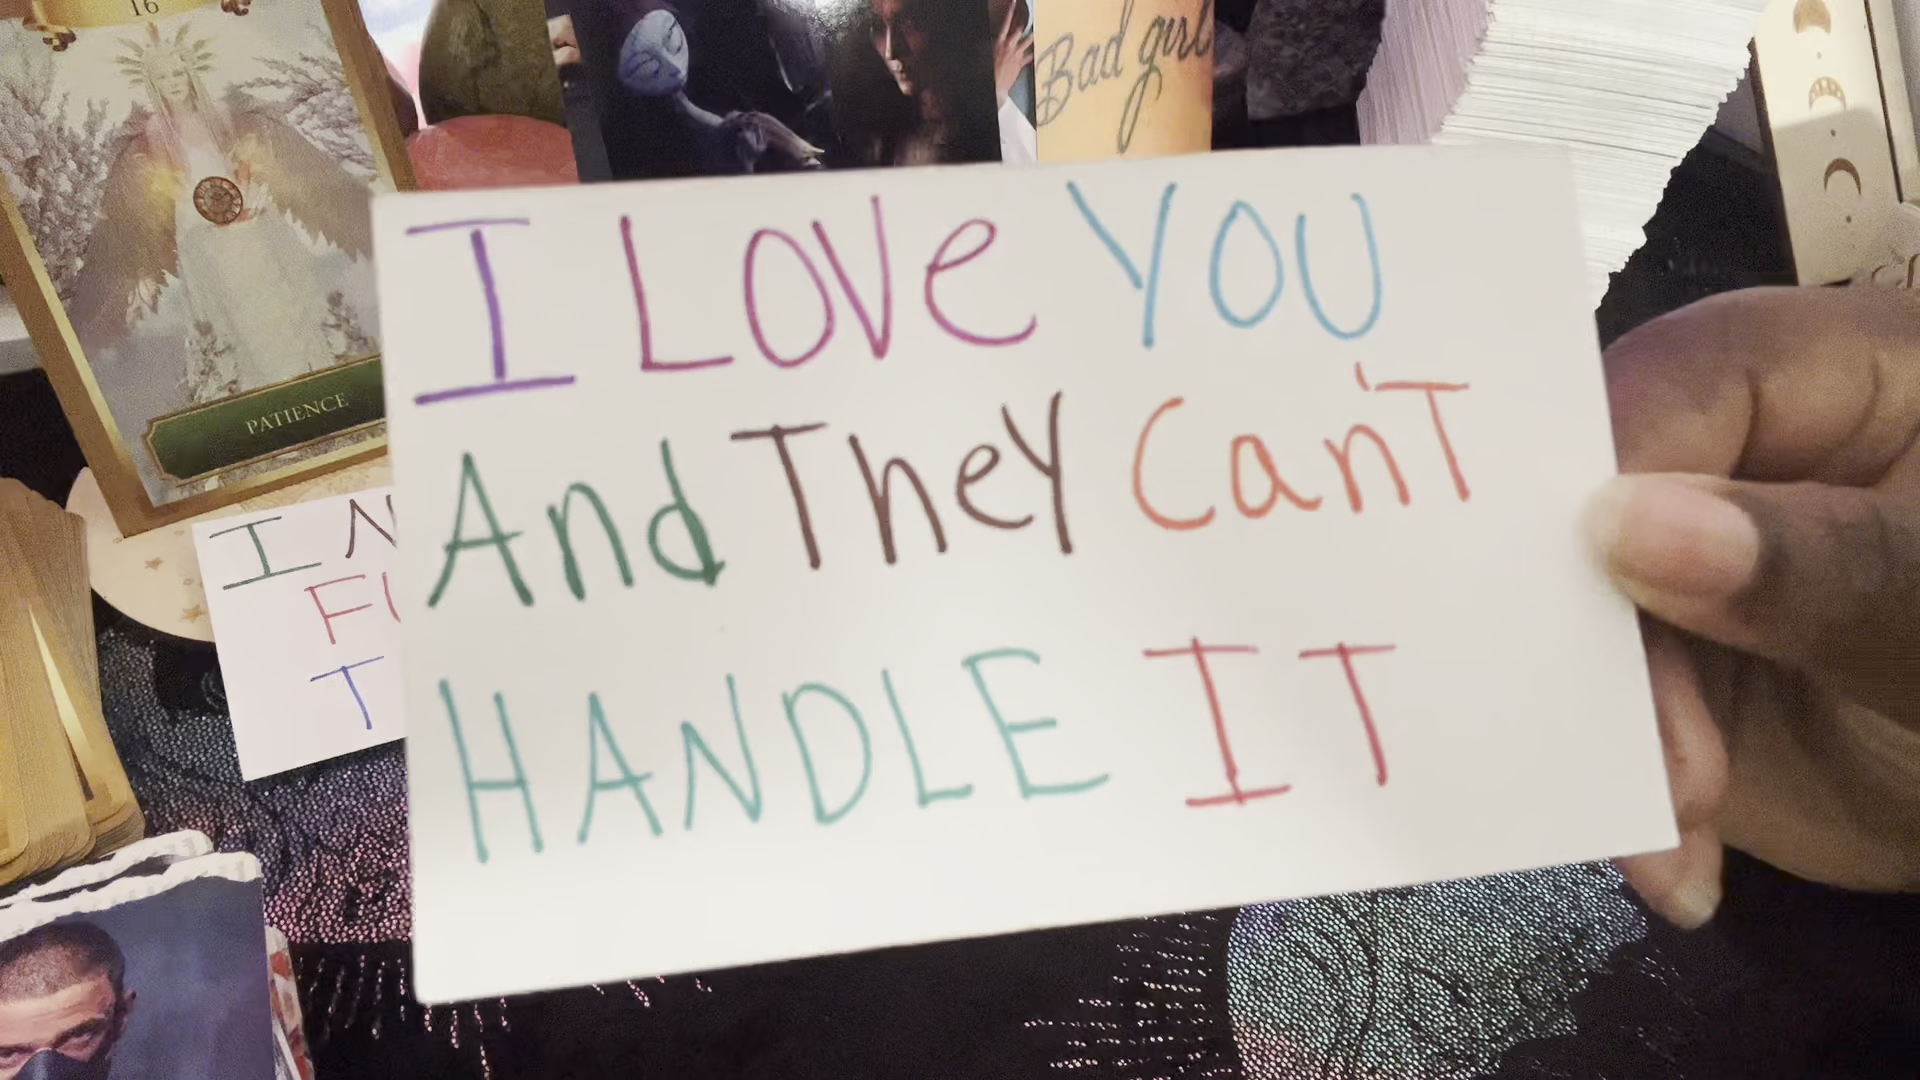 16
Bad girl
PATIENCE
I LOVe YOU
And TheY Can'T
HANDLE IT
I N
T